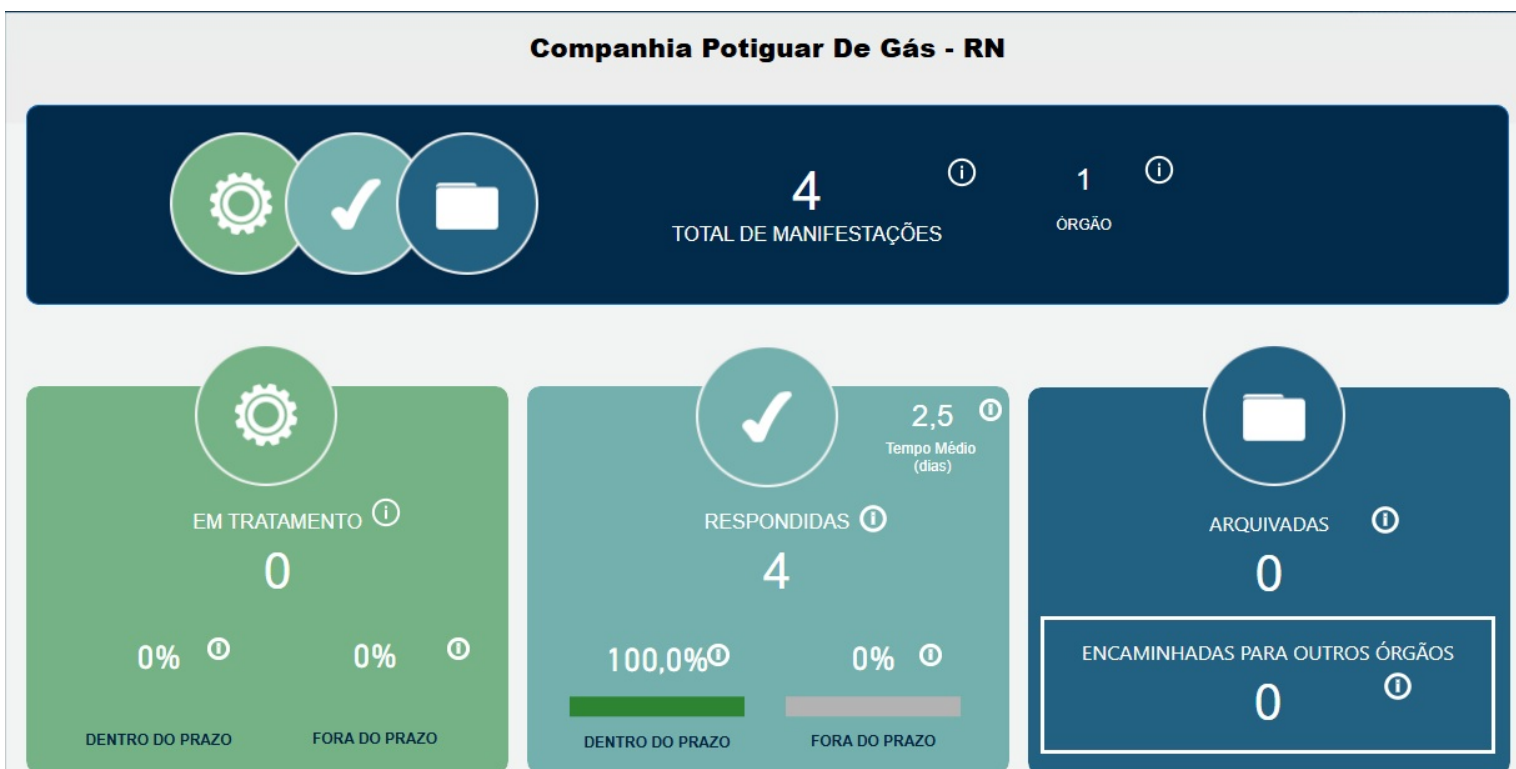 Companhia Potiguar De Gás - RN
4
TOTAL DE MANIFESTAÇÕES
1
ÓRGÃO
EM TRATAMENTO
0
0%
0%
DENTRO DO PRAZO
FORA DO PRAZO
2,5
Tempo Médio
(dias)
RESPONDIDAS
4
100,0%
0%
DENTRO DO PRAZO
FORA DO PRAZO
ARQUIVADAS
0
ENCAMINHADAS PARA OUTROS ÓRGÃOS
0